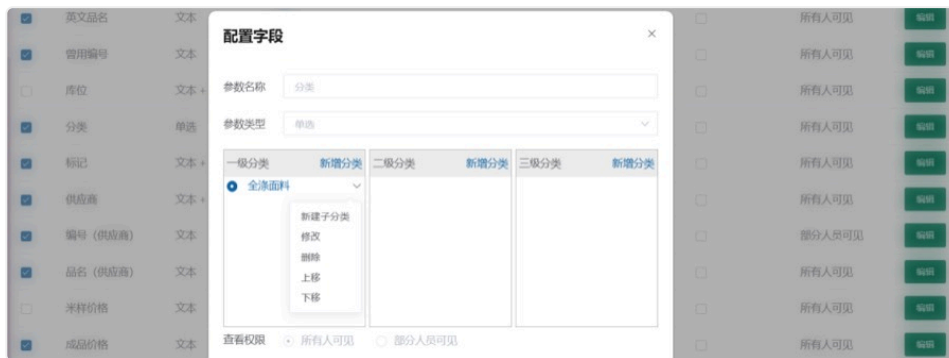 英文品名 文本 所有人可见 编辑
配置字段
曾用编号 文本 所有人可见 编辑
库位 文本 参数名称 分类 所有人可见 编辑
分类 单选 参数类型 单选 所有人可见 编辑
标记 文本 一级分类 新增分类 二级分类 新增分类 三级分类 新增分类 所有人可见 编辑
供应商 文本 全涤面料 所有人可见 编辑
新建子分类
编号（供应商） 文本 修改 部分人员可见 编辑
删除
品名（供应商） 文本 上移 所有人可见 编辑
下移
米样价格 文本 所有人可见 编辑
成品价格 文本 查看权限 所有人可见 部分人员可见 所有人可见 编辑